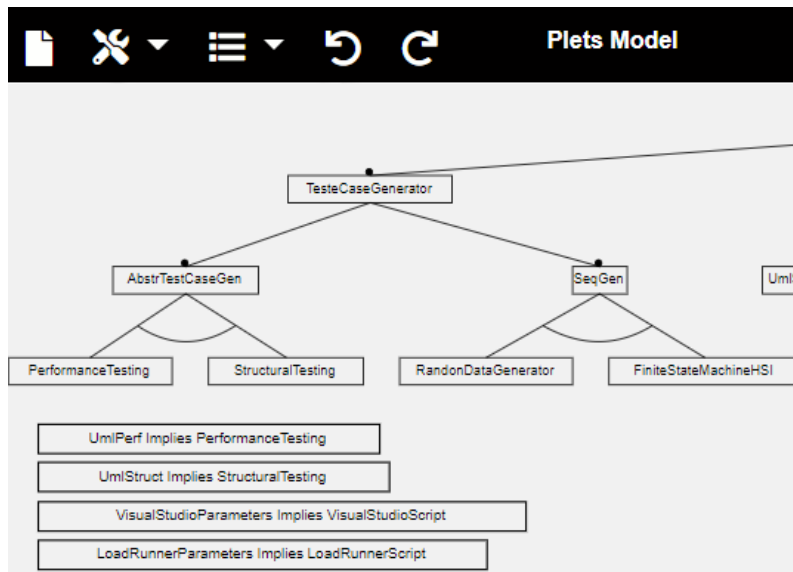 Plets Model
TesteCaseGenerator
AbstrTestCaseGen
SeqGen
UmlS
PerformanceTesting
StructuralTesting
RandonDataGenerator
FiniteStateMachineHSI
UmlPerf Implies PerformanceTesting
UmlStruct Implies StructuralTesting
VisualStudioParameters Implies VisualStudioScript
LoadRunnerParameters Implies LoadRunnerScript